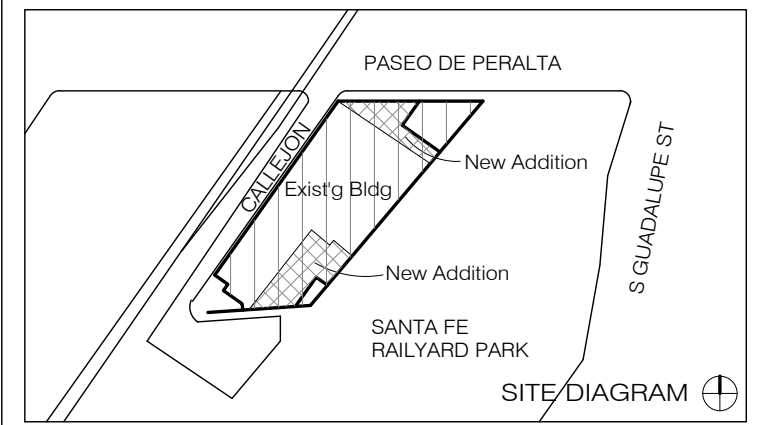 PASEO DE PERALTA
CALLEJON
New Addition
Exist'g Bldg
S GUADALUPE ST
New Addition
SANTA FE
RAILYARD PARK
SITE DIAGRAM